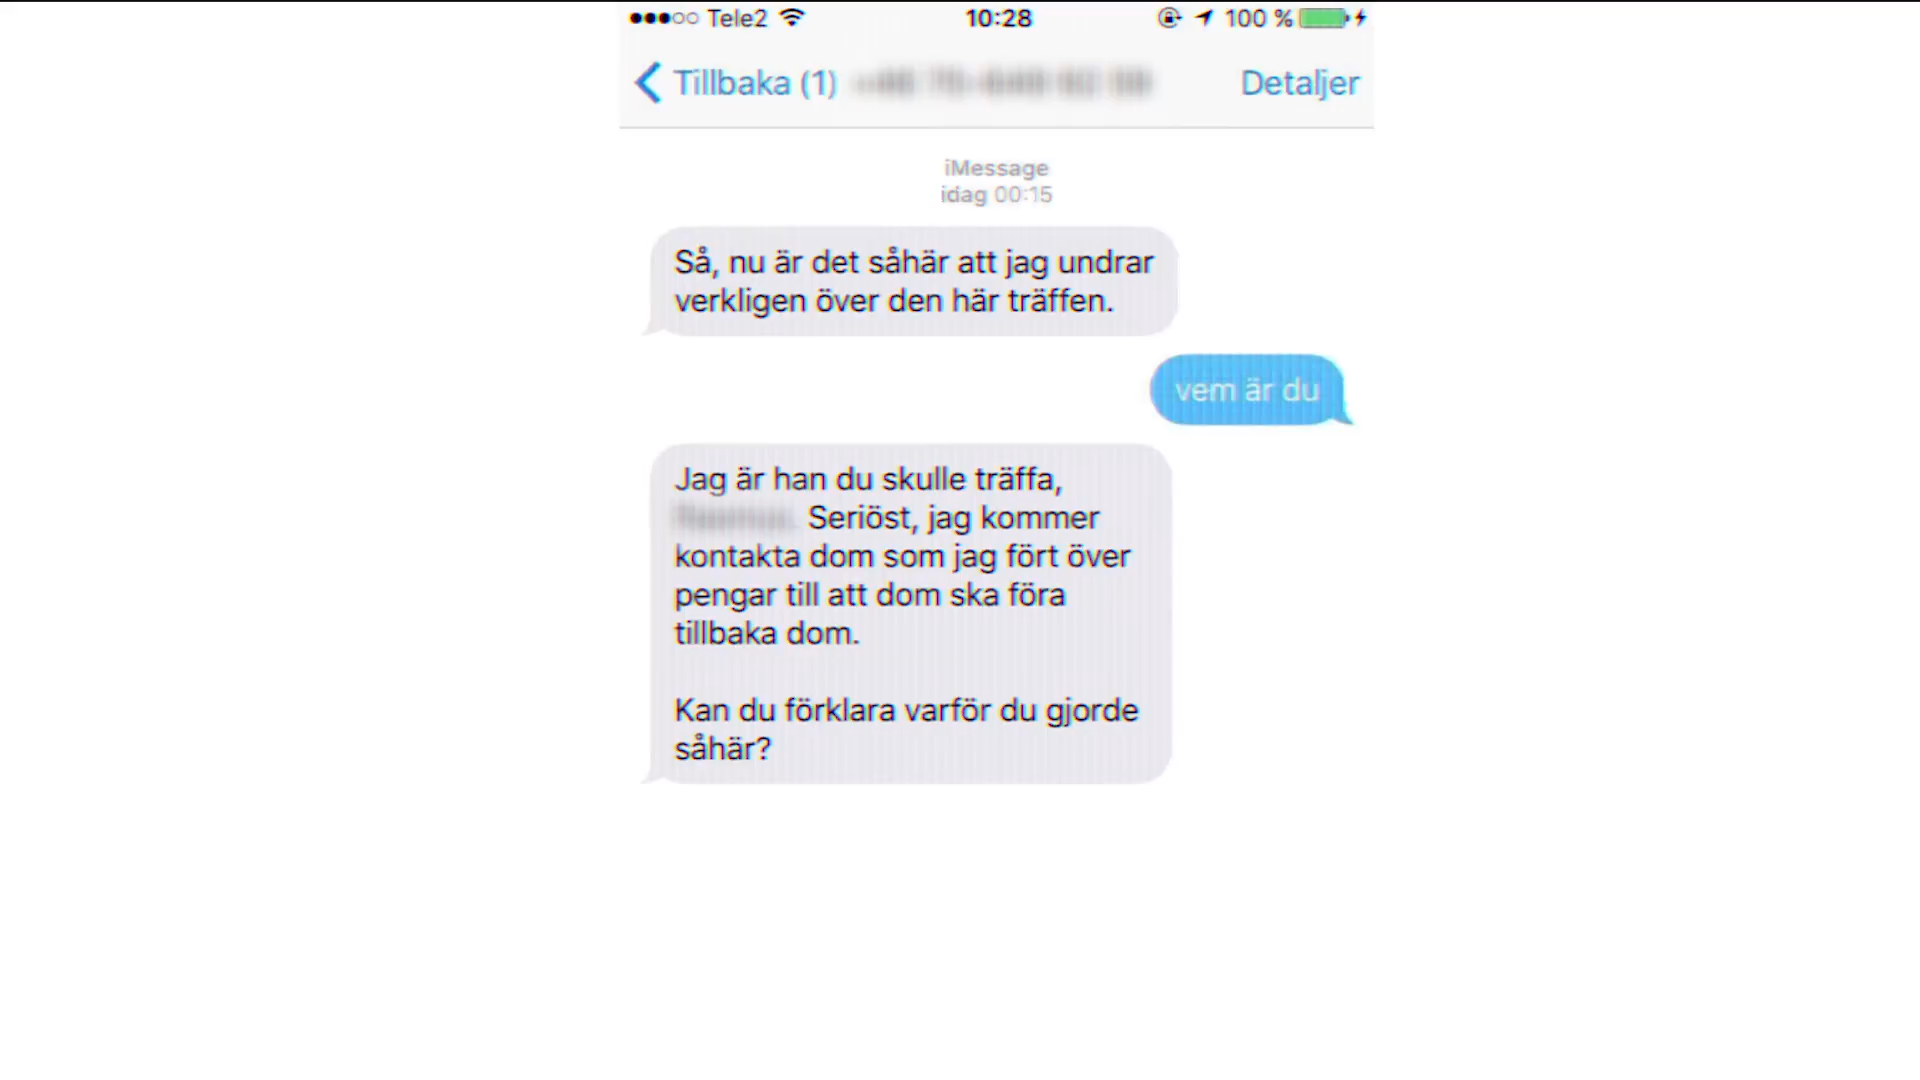 Tele2 10:28 100 %
Tillbaka (1) Detaljer
iMessage
idag 00:15
Så, nu är det såhär att jag undrar
verkligen över den här träffen.
vem är du
Jag är han du skulle träffa,
. Seriöst, jag kommer
kontakta dom som jag fört över
pengar till att dom ska föra
tillbaka dom.
Kan du förklara varför du gjorde
såhär?